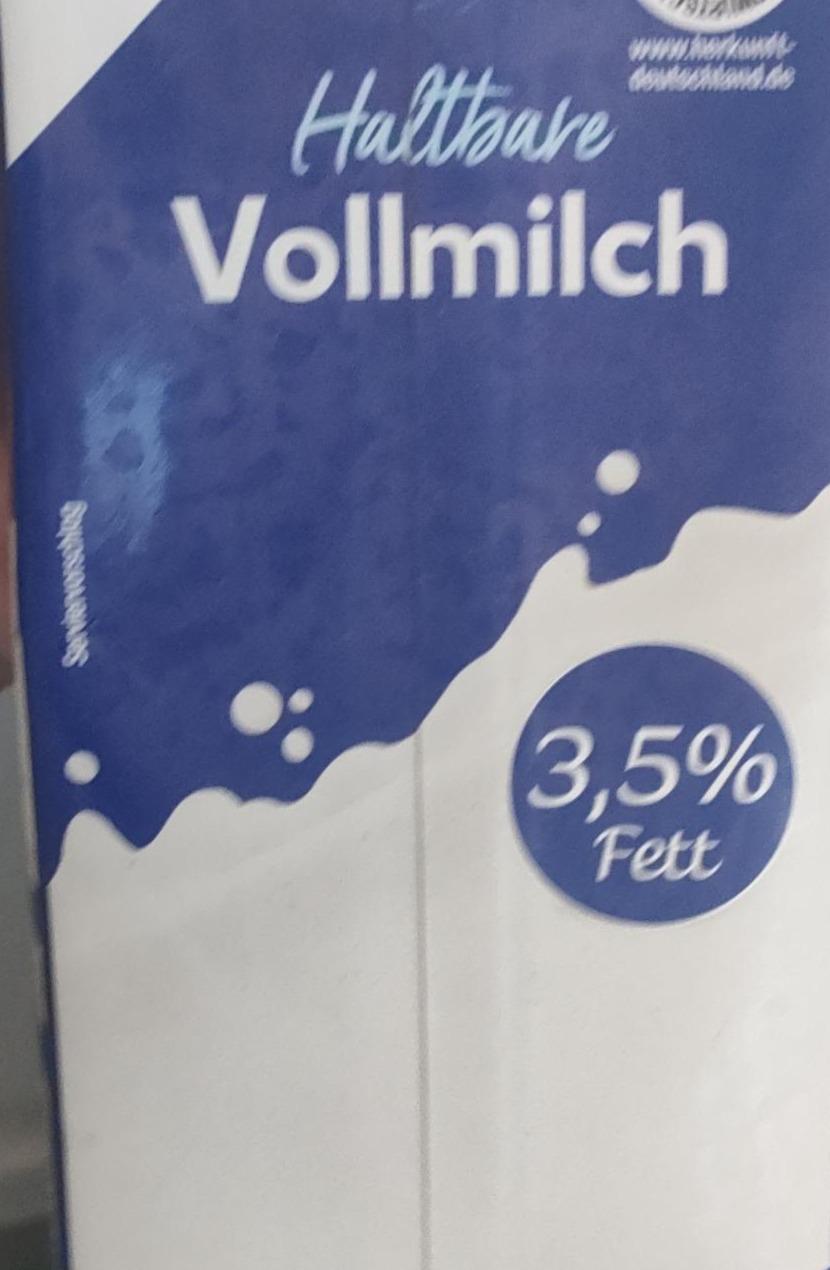 www.herkunft-
deutschland.de
Haltbare
Vollmilch
Serviervorschlag
3,5%
Fett